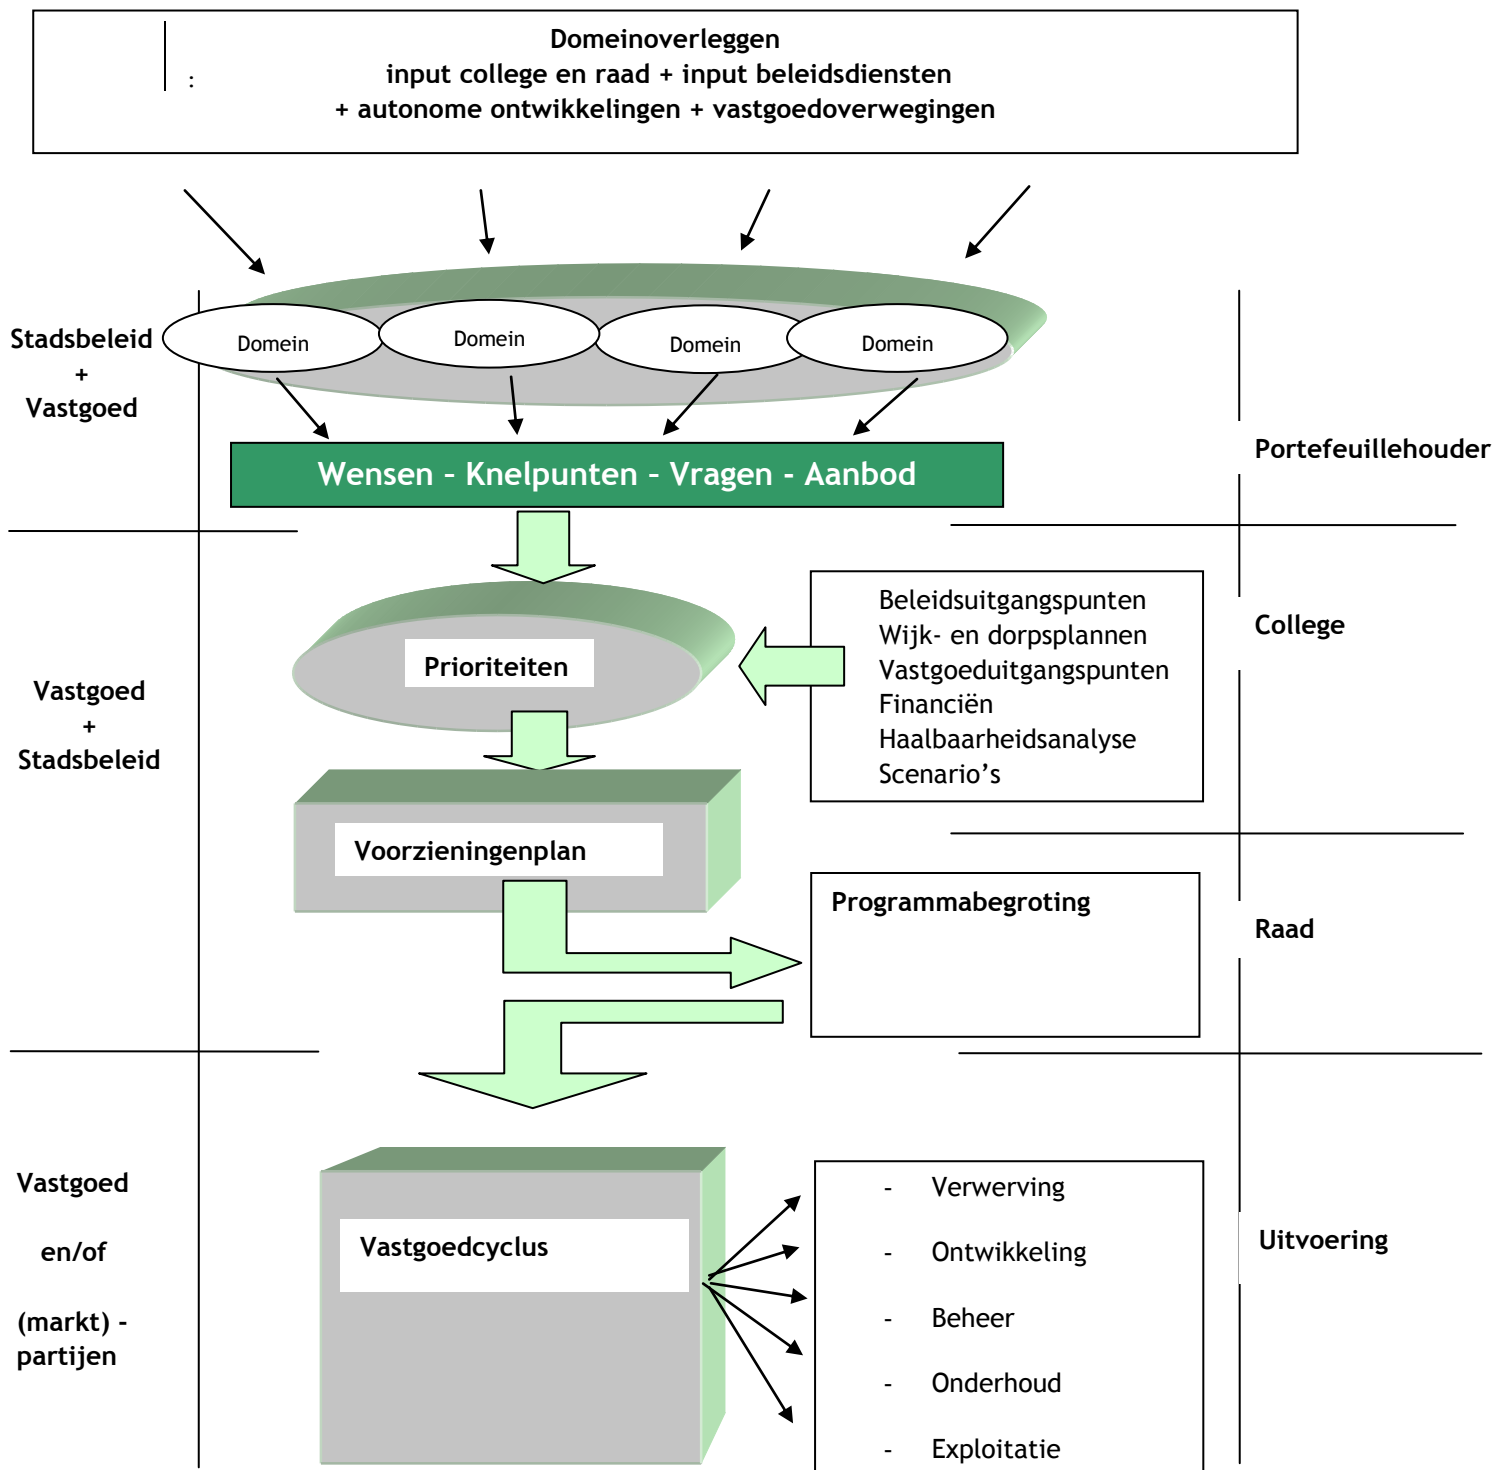 Domeinoverleggen
: input college en raad + input beleidsdiensten
+ autonome ontwikkelingen + vastgoedoverwegingen
Stadsbeleid
+
Vastgoed
Domein
Domein
Domein
Domein
Wensen – Knelpunten – Vragen - Aanbod
Portefeuillehouder
Vastgoed
+
Stadsbeleid
Prioriteiten
Beleidsuitgangspunten
Wijk- en dorpsplannen
Vastgoeduitgangspunten
Financiën
Haalbaarheidsanalyse
Scenario’s
College
Voorzieningenplan
Programmabegroting
Raad
Vastgoed
en/of
(markt) -
partijen
Vastgoedcyclus
- Verwerving
- Ontwikkeling
- Beheer
- Onderhoud
- Exploitatie
Uitvoering